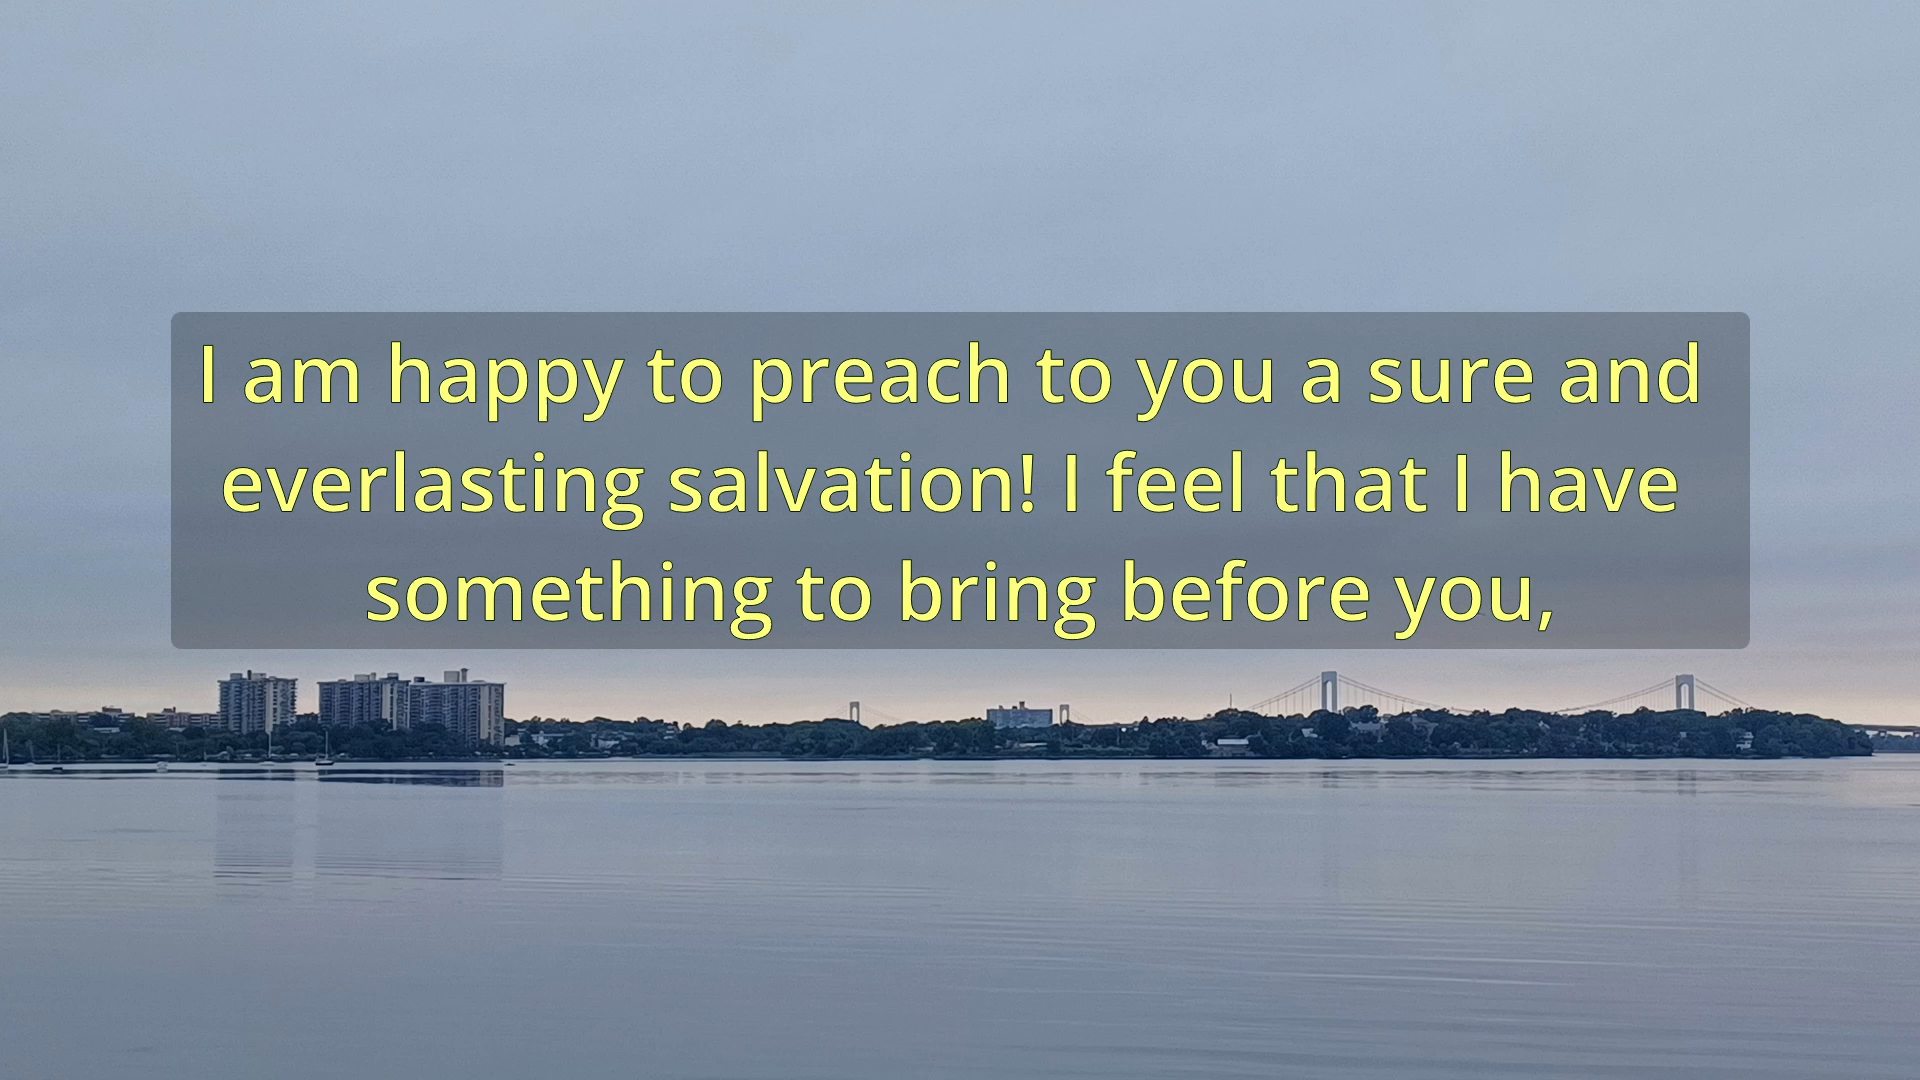 I am happy to preach to you a sure and
everlasting salvation! I feel that I have
something to bring before you,